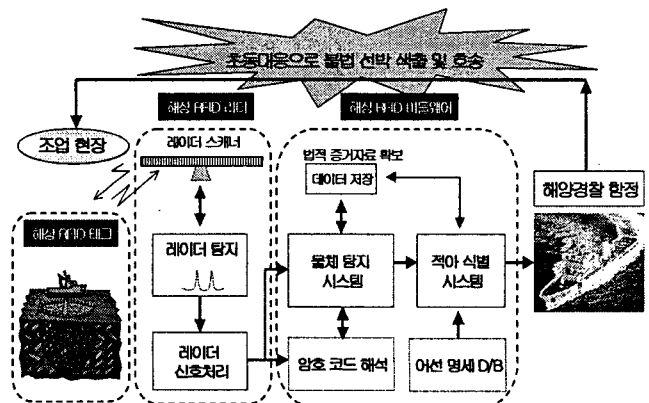 초동대응으로 불법 선박 색출 및 호송
해상 RFID 리더
해상 RFID 미들웨어
조업 현장
레이더 스캐너
법적 증거자료 확보
데이터 저장
해양경찰 함정
해상 RFID 태그
레이더 탐지
물체 탐지
시스템
적아 식별
시스템
레이더
신호처리
암호 코드 해석
어선 명세 D/B